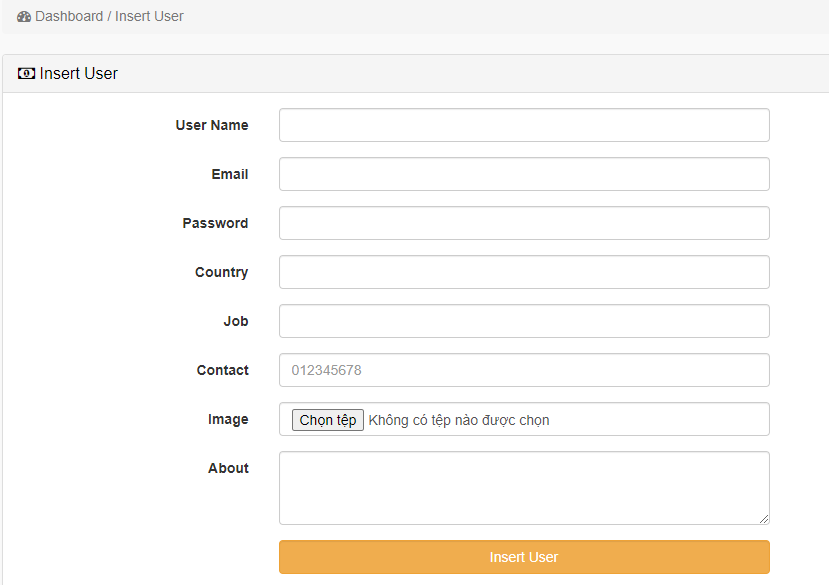 Dashboard / Insert User
Insert User
User Name
Email
Password
Country
Job
Contact 012345678
Image Chọn tệp Không có tệp nào được chọn
About
Insert User